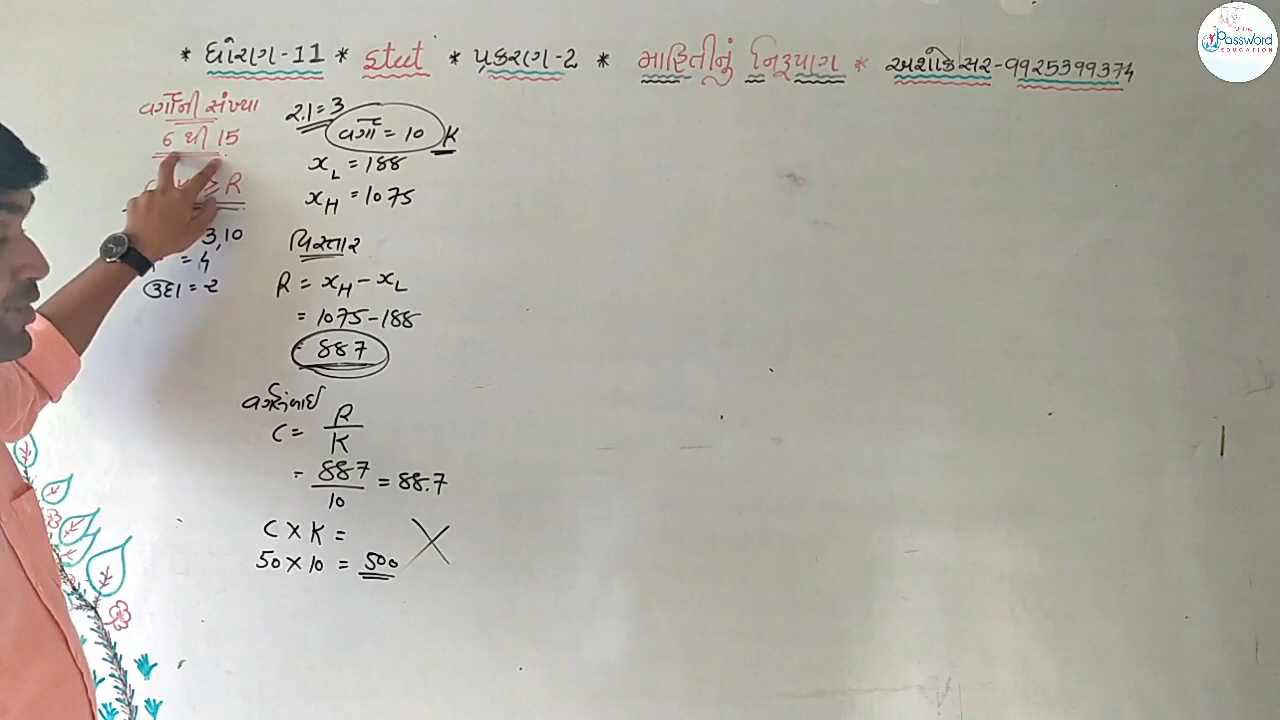 * ધોરણ-11 * Stat * પ્રકરણ-2 * માહિતીનું નિરૂપણ * અશોકસર-9925399374
Password
EDUCATION
વર્ગોની સંખ્યા
6 થી 15
≥ R
3,10
= 4
ઉદા = 2
2.1 = 3
વર્ગો = 10 K
x_L = 188
x_H = 1075
વિસ્તાર
R = x_H - x_L
= 1075-188
887
વર્ગલંબાઈ
C = R/K
= 887/10 = 88.7
C × K =
50 × 10 = 500